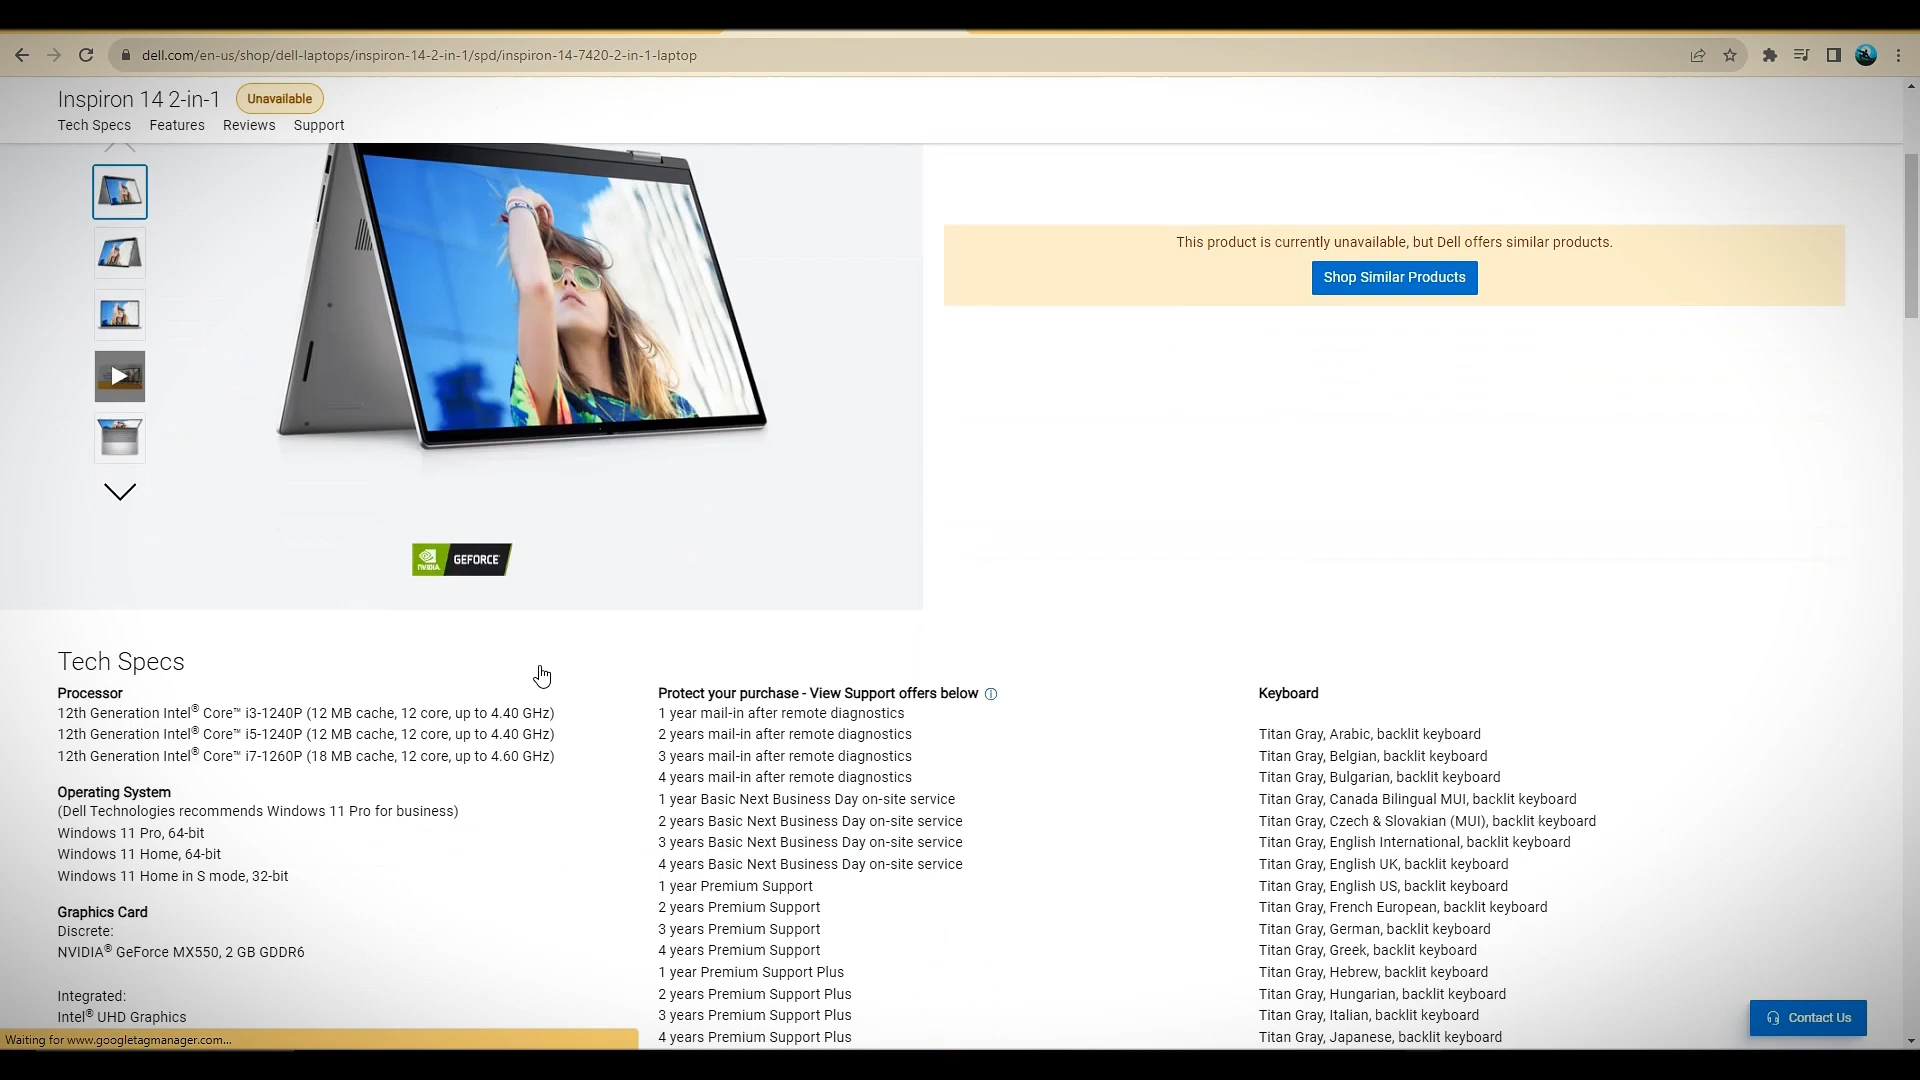 dell.com/en-us/shop/dell-laptops/inspiron-14-2-in-1/spd/inspiron-14-7420-2-in-1-laptop
Inspiron 14 2-in-1 Unavailable
Tech Specs Features Reviews Support
This product is currently unavailable, but Dell offers similar products.
Shop Similar Products
NVIDIA. GEFORCE
Tech Specs
Processor
12th Generation Intel® Core™ i3-1240P (12 MB cache, 12 core, up to 4.40 GHz)
12th Generation Intel® Core™ i5-1240P (12 MB cache, 12 core, up to 4.40 GHz)
12th Generation Intel® Core™ i7-1260P (18 MB cache, 12 core, up to 4.60 GHz)
Operating System
(Dell Technologies recommends Windows 11 Pro for business)
Windows 11 Pro, 64-bit
Windows 11 Home, 64-bit
Windows 11 Home in S mode, 32-bit
Graphics Card
Discrete:
NVIDIA® GeForce MX550, 2 GB GDDR6
Integrated:
Intel® UHD Graphics
Protect your purchase - View Support offers below
1 year mail-in after remote diagnostics
2 years mail-in after remote diagnostics
3 years mail-in after remote diagnostics
4 years mail-in after remote diagnostics
1 year Basic Next Business Day on-site service
2 years Basic Next Business Day on-site service
3 years Basic Next Business Day on-site service
4 years Basic Next Business Day on-site service
1 year Premium Support
2 years Premium Support
3 years Premium Support
4 years Premium Support
1 year Premium Support Plus
2 years Premium Support Plus
3 years Premium Support Plus
4 years Premium Support Plus
Keyboard
Titan Gray, Arabic, backlit keyboard
Titan Gray, Belgian, backlit keyboard
Titan Gray, Bulgarian, backlit keyboard
Titan Gray, Canada Bilingual MUI, backlit keyboard
Titan Gray, Czech & Slovakian (MUI), backlit keyboard
Titan Gray, English International, backlit keyboard
Titan Gray, English UK, backlit keyboard
Titan Gray, English US, backlit keyboard
Titan Gray, French European, backlit keyboard
Titan Gray, German, backlit keyboard
Titan Gray, Greek, backlit keyboard
Titan Gray, Hebrew, backlit keyboard
Titan Gray, Hungarian, backlit keyboard
Titan Gray, Italian, backlit keyboard
Titan Gray, Japanese, backlit keyboard
Contact Us
Waiting for www.googletagmanager.com...